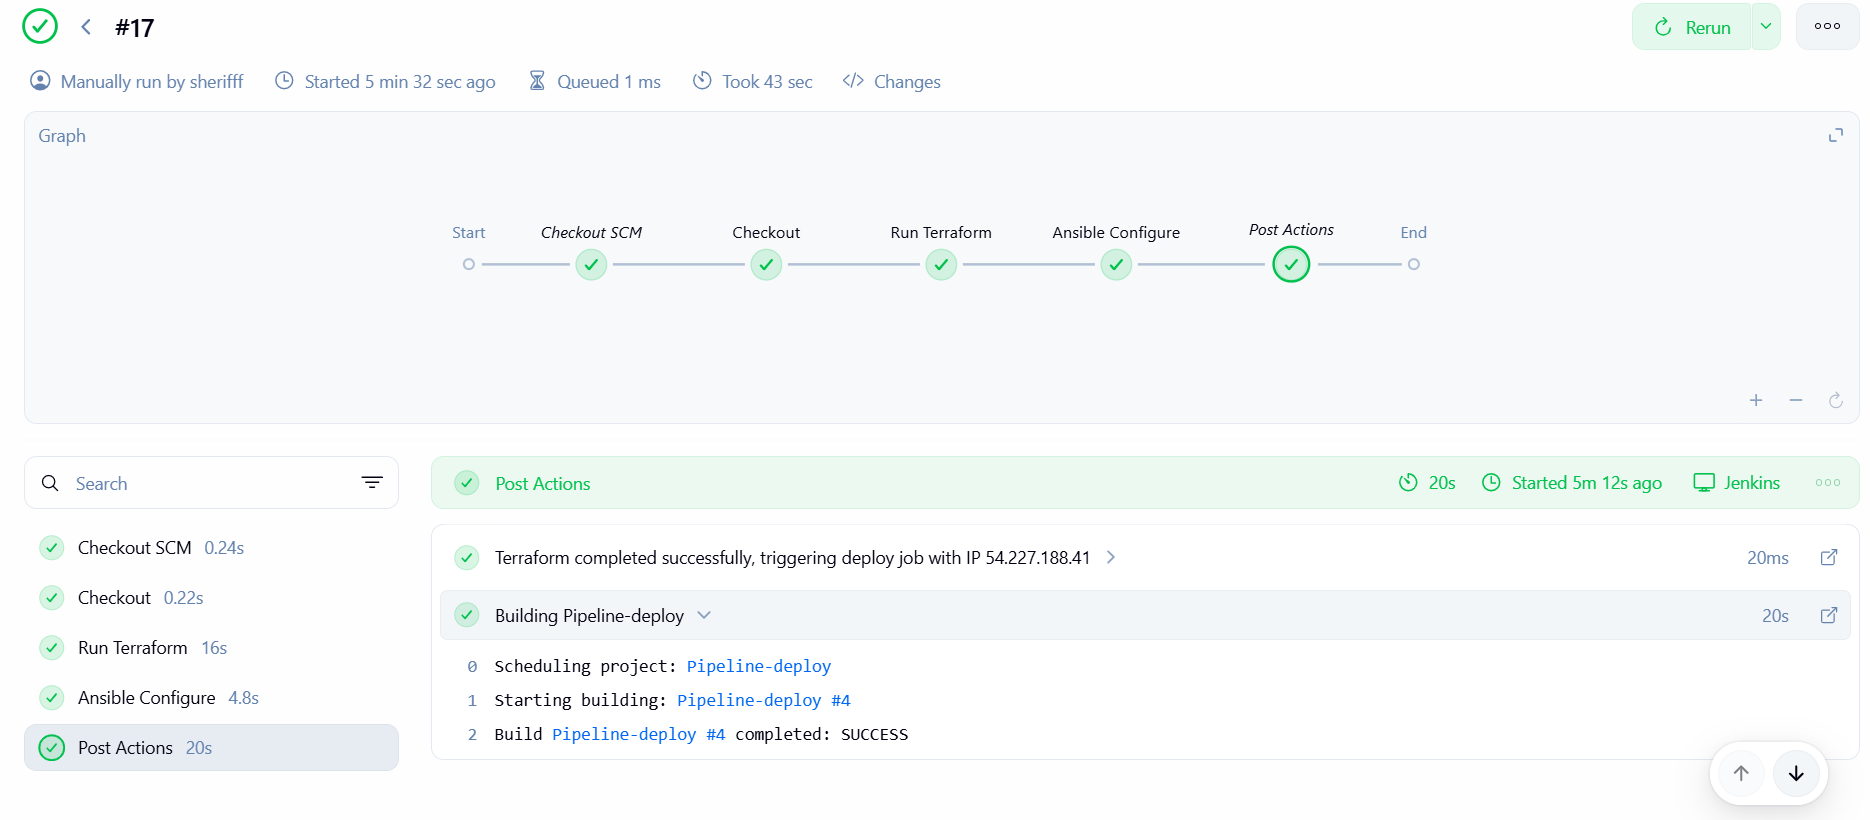 #17
Rerun
Manually run by sherifff
Started 5 min 32 sec ago
Queued 1 ms
Took 43 sec
Changes
Graph
Start
Checkout SCM
Checkout
Run Terraform
Ansible Configure
Post Actions
End
Search
Checkout SCM 0.24s
Checkout 0.22s
Run Terraform 16s
Ansible Configure 4.8s
Post Actions 20s
Post Actions
20s
Started 5m 12s ago
Jenkins
Terraform completed successfully, triggering deploy job with IP 54.227.188.41
20ms
Building Pipeline-deploy
20s
0 Scheduling project: Pipeline-deploy
1 Starting building: Pipeline-deploy #4
2 Build Pipeline-deploy #4 completed: SUCCESS